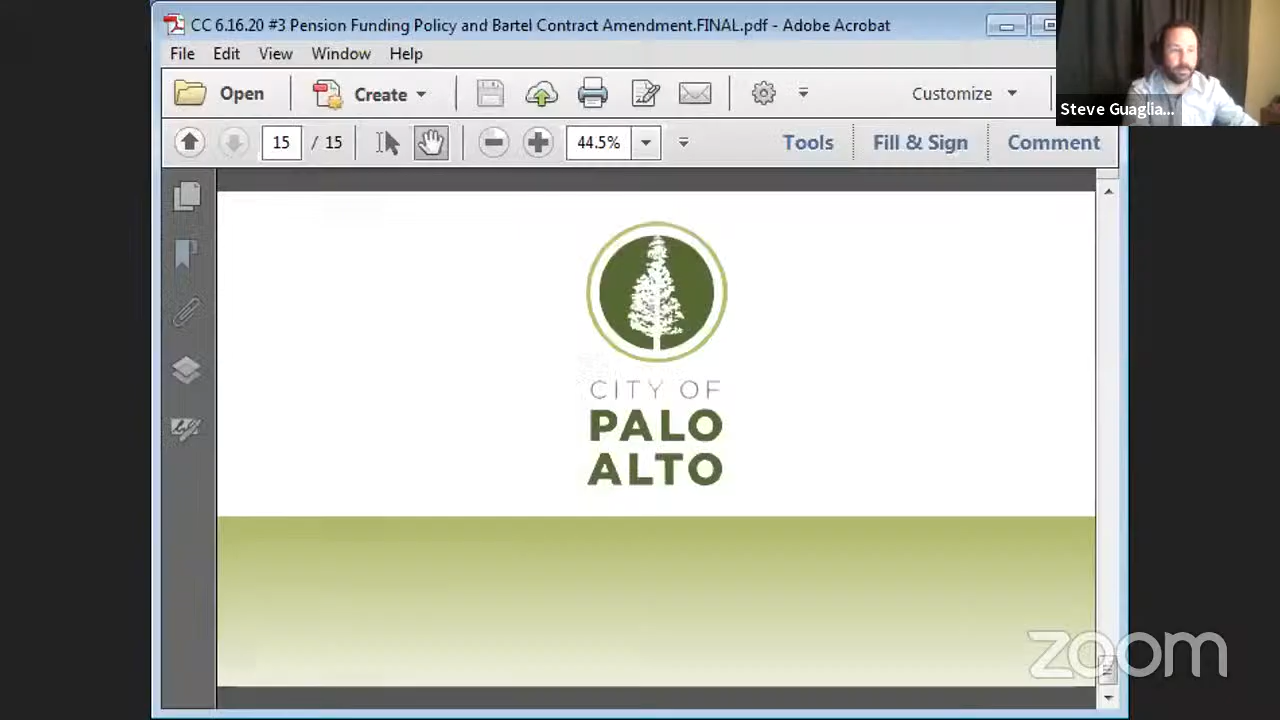 CC 6.16.20 #3 Pension Funding Policy and Bartel Contract Amendment.FINAL.pdf - Adobe Acrobat
File Edit View Window Help
Open Create Customize
15 / 15 44.5% Tools Fill & Sign Comment
Steve Guaglia...
CITY OF
PALO
ALTO
zoom